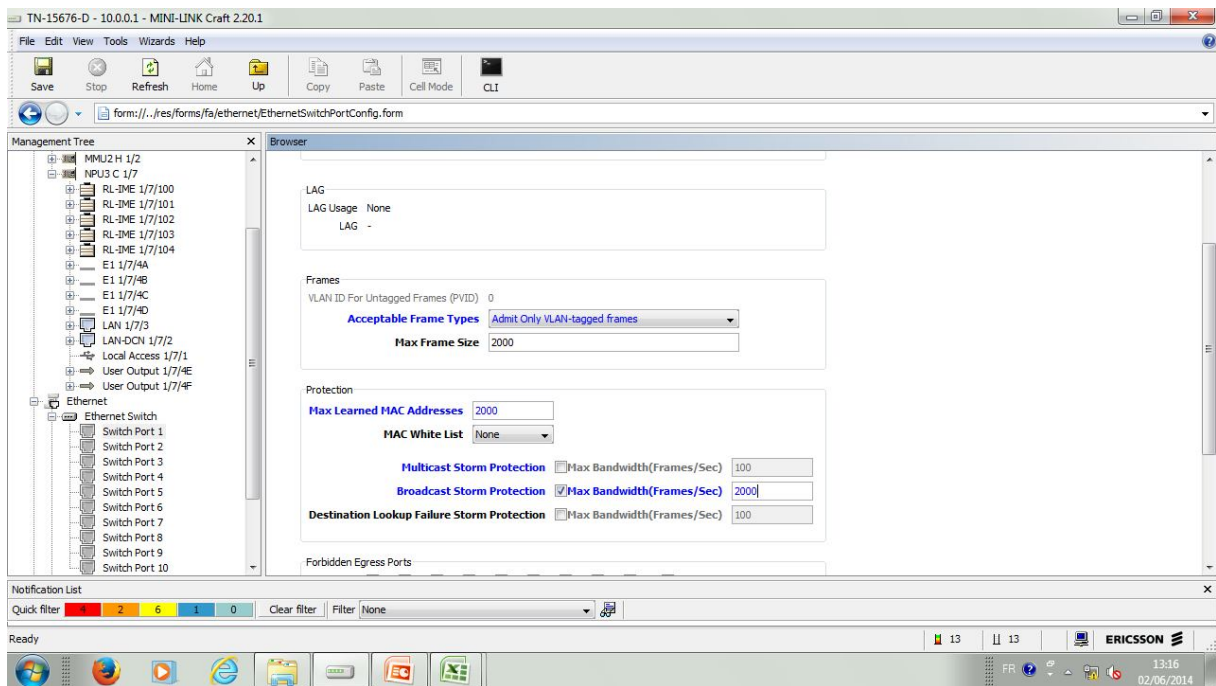 TN-15676-D - 10.0.0.1 - MINI-LINK Craft 2.20.1
File Edit View Tools Wizards Help
Save Stop Refresh Home Up Copy Paste Cell Mode CLI
form://../res/forms/fa/ethernet/EthernetSwitchPortConfig.form
Management Tree
MMU2 H 1/2
NPU3 C 1/7
RL-IME 1/7/100
RL-IME 1/7/101
RL-IME 1/7/102
RL-IME 1/7/103
RL-IME 1/7/104
E1 1/7/4A
E1 1/7/4B
E1 1/7/4C
E1 1/7/4D
LAN 1/7/3
LAN-DCN 1/7/2
Local Access 1/7/1
User Output 1/7/4E
User Output 1/7/4F
Ethernet
Ethernet Switch
Switch Port 1
Switch Port 2
Switch Port 3
Switch Port 4
Switch Port 5
Switch Port 6
Switch Port 7
Switch Port 8
Switch Port 9
Switch Port 10
Browser
LAG
LAG Usage None
LAG -
Frames
VLAN ID For Untagged Frames (PVID) 0
Acceptable Frame Types Admit Only VLAN-tagged frames
Max Frame Size 2000
Protection
Max Learned MAC Addresses 2000
MAC White List None
Multicast Storm Protection Max Bandwidth(Frames/Sec) 100
Broadcast Storm Protection Max Bandwidth(Frames/Sec) 2000
Destination Lookup Failure Storm Protection Max Bandwidth(Frames/Sec) 100
Forbidden Egress Ports
Notification List
Quick filter 4 2 6 1 0 Clear filter Filter None
Ready 13 13 ERICSSON
FR 13:16
02/06/2014